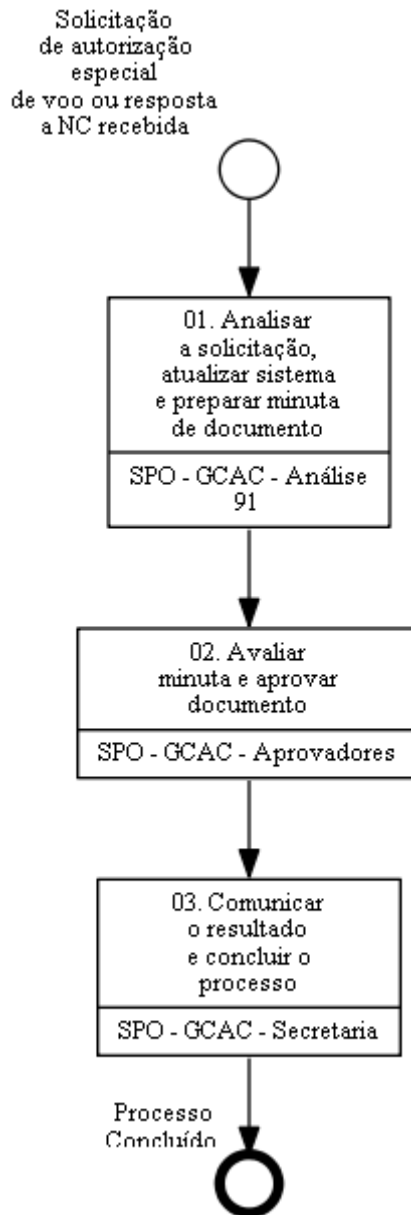 Solicitação
de autorização
especial
de voo ou resposta
a NC recebida
01. Analisar
a solicitação,
atualizar sistema
e preparar minuta
de documento
SPO - GCAC - Análise
91
02. Avaliar
minuta e aprovar
documento
SPO - GCAC - Aprovadores
03. Comunicar
o resultado
e concluir o
processo
SPO - GCAC - Secretaria
Processo
Concluído